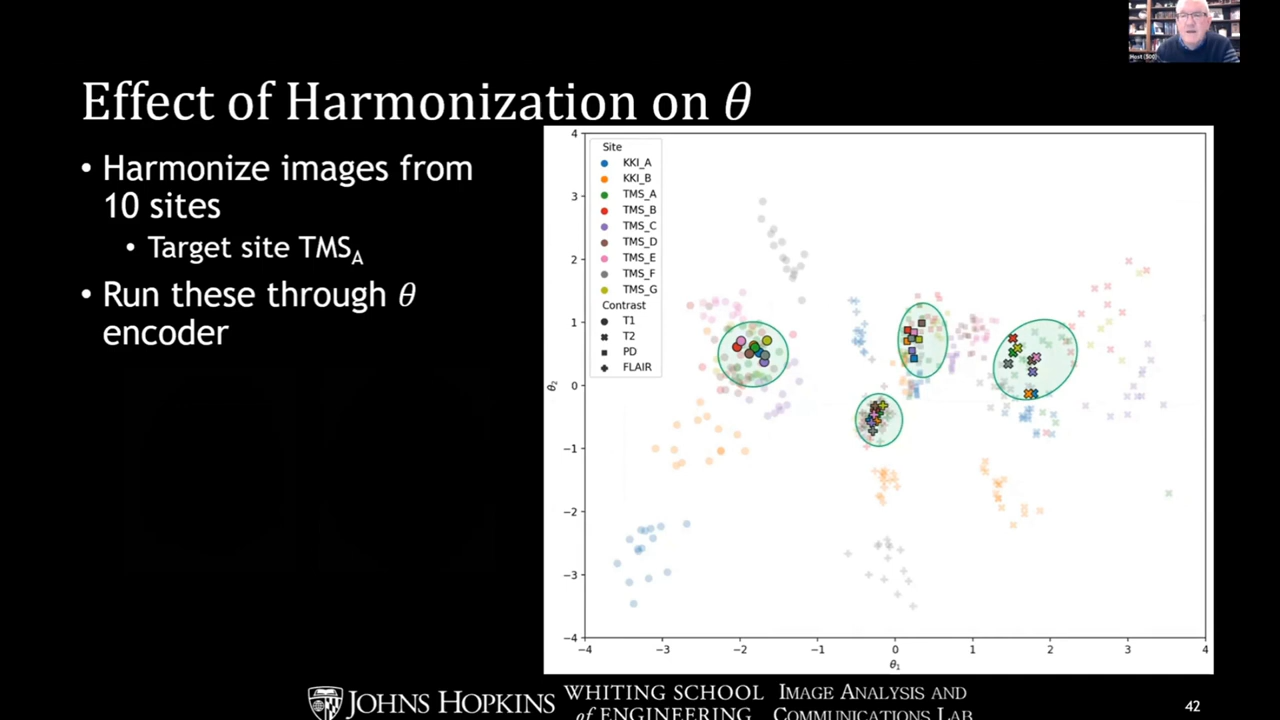 Effect of Harmonization on θ
• Harmonize images from
10 sites
• Target site TMSA
• Run these through θ
encoder
Site
KKI_A
KKI_B
TMS_A
TMS_B
TMS_C
TMS_D
TMS_E
TMS_F
TMS_G
Contrast
T1
T2
PD
FLAIR
4
3
2
1
0
−1
−2
−3
−4
θ2
−4 −3 −2 −1 0 1 2 3 4
θ1
JOHNS HOPKINS
WHITING SCHOOL
of ENGINEERING
IMAGE ANALYSIS AND
COMMUNICATIONS LAB
42